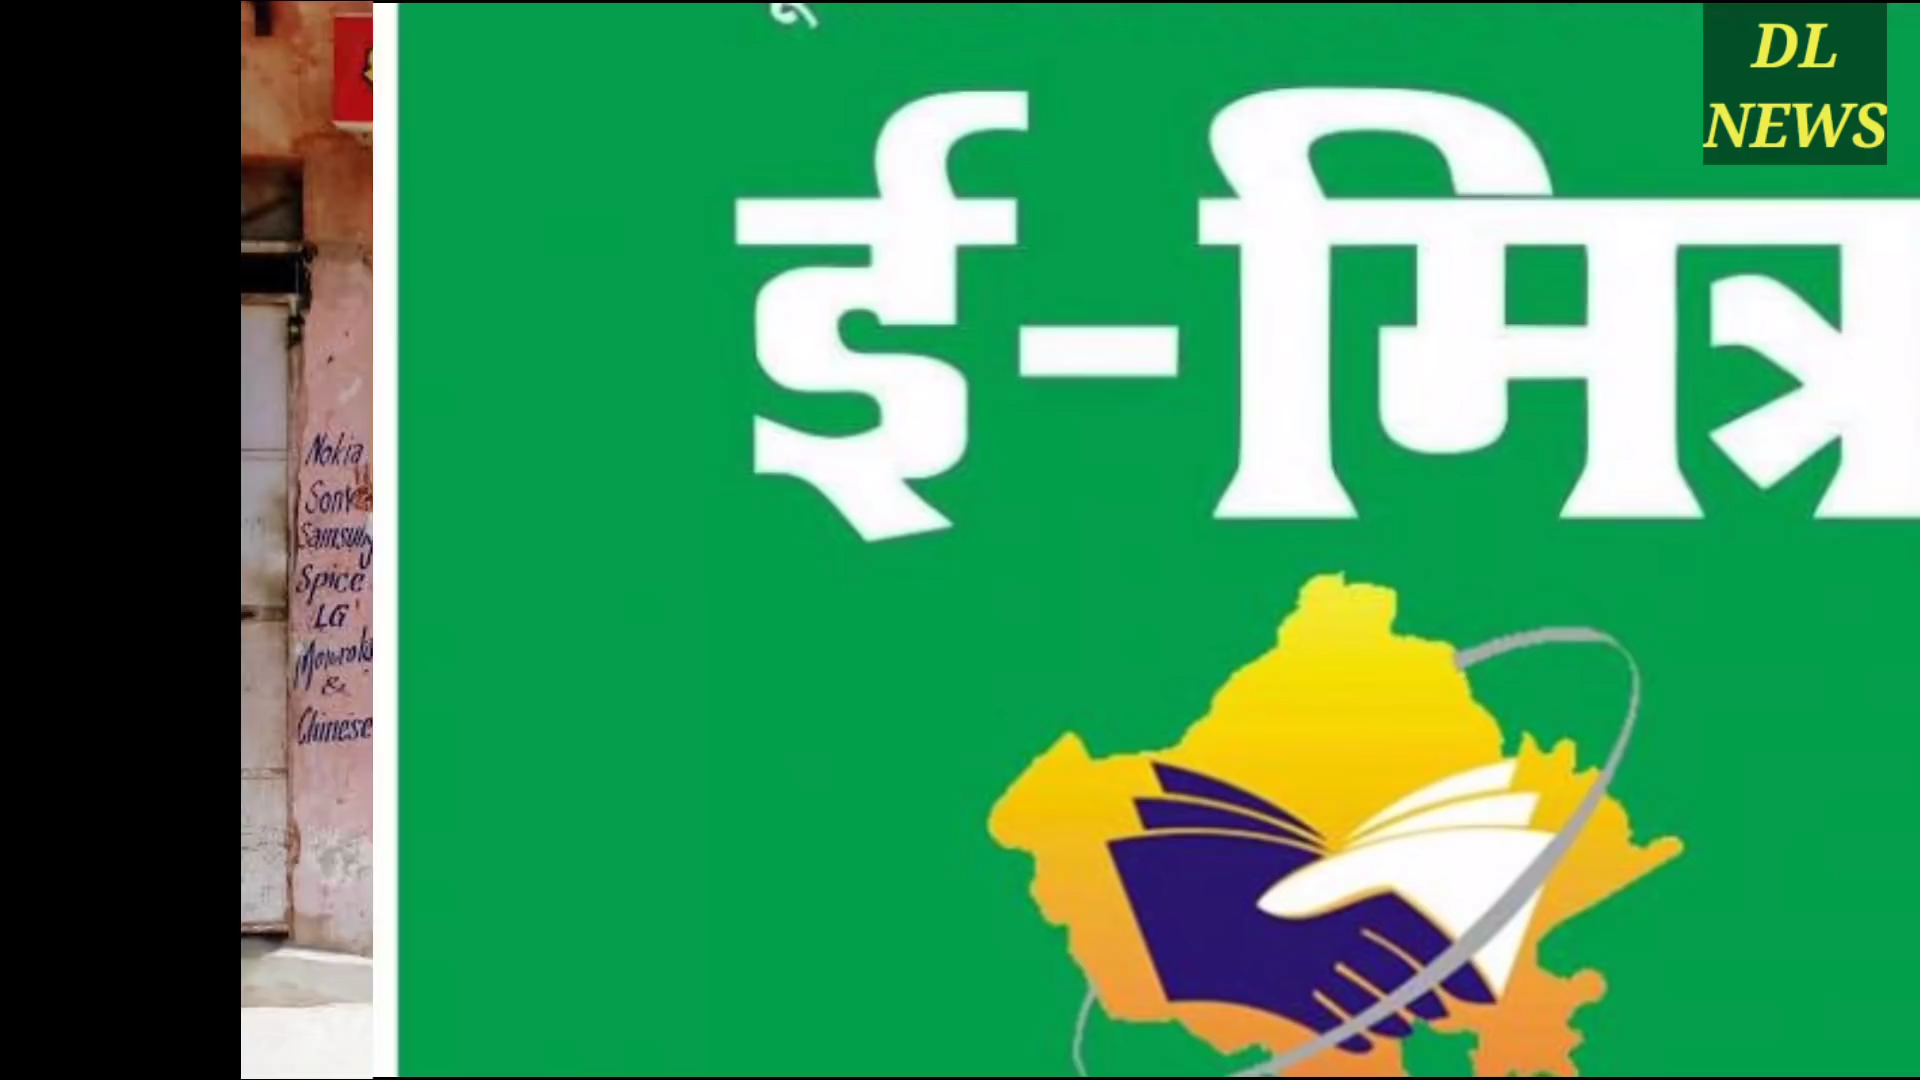 DL
NEWS
ई-मित्र
Nokia
Sony
Samsung
Spice
LG
Motorola
&
Chinese